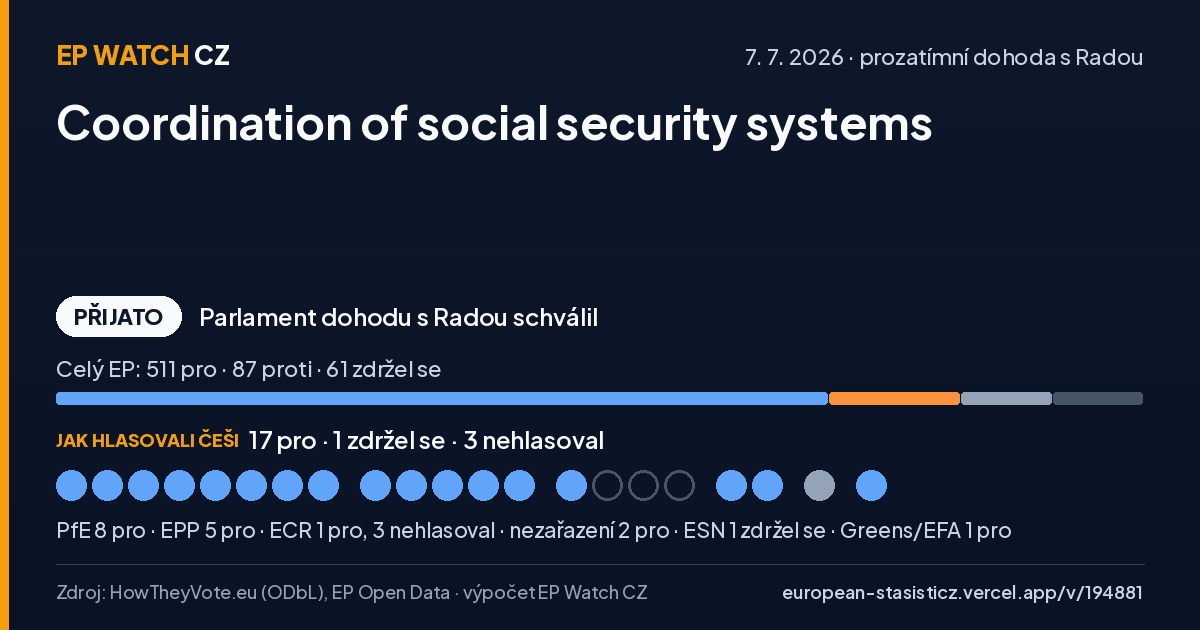 EP WATCH CZ
7. 7. 2026 · prozatímní dohoda s Radou
Coordination of social security systems
PŘIJATO
Parlament dohodu s Radou schválil
Celý EP: 511 pro · 87 proti · 61 zdržel se
JAK HLASOVALI ČEŠI 17 pro · 1 zdržel se · 3 nehlasoval
PfE 8 pro · EPP 5 pro · ECR 1 pro, 3 nehlasoval · nezařazení 2 pro · ESN 1 zdržel se · Greens/EFA 1 pro
Zdroj: HowTheyVote.eu (ODbL), EP Open Data · výpočet EP Watch CZ
european-stasisticz.vercel.app/v/194881